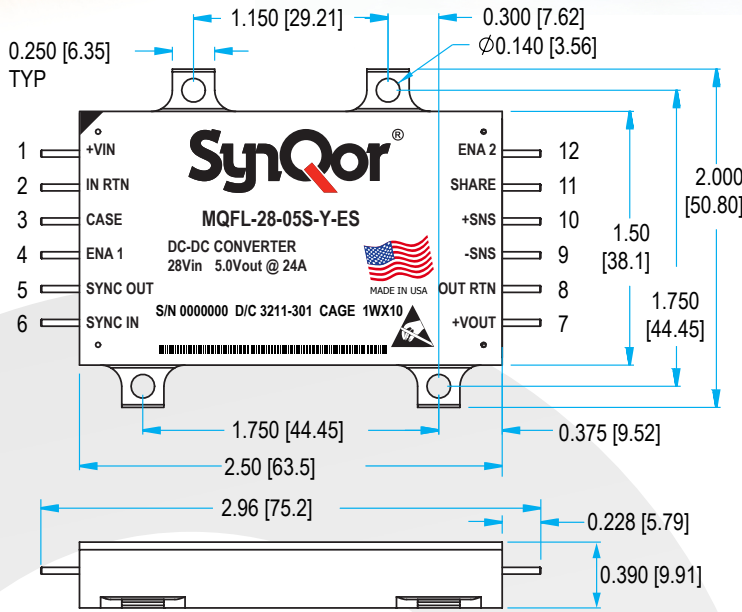 1.150 [29.21]
0.300 [7.62]
0.250 [6.35]
TYP
Ø0.140 [3.56]
SynQor®
1 +VIN
2 IN RTN
3 CASE
4 ENA 1
5 SYNC OUT
6 SYNC IN
ENA 2 12
SHARE 11
+SNS 10
-SNS 9
OUT RTN 8
+VOUT 7
MQFL-28-05S-Y-ES
DC-DC CONVERTER
28Vin 5.0Vout @ 24A
MADE IN USA
S/N 0000000 D/C 3211-301 CAGE 1WX10
2.000
[50.80]
1.50
[38.1]
1.750
[44.45]
1.750 [44.45]
0.375 [9.52]
2.50 [63.5]
2.96 [75.2]
0.228 [5.79]
0.390 [9.91]